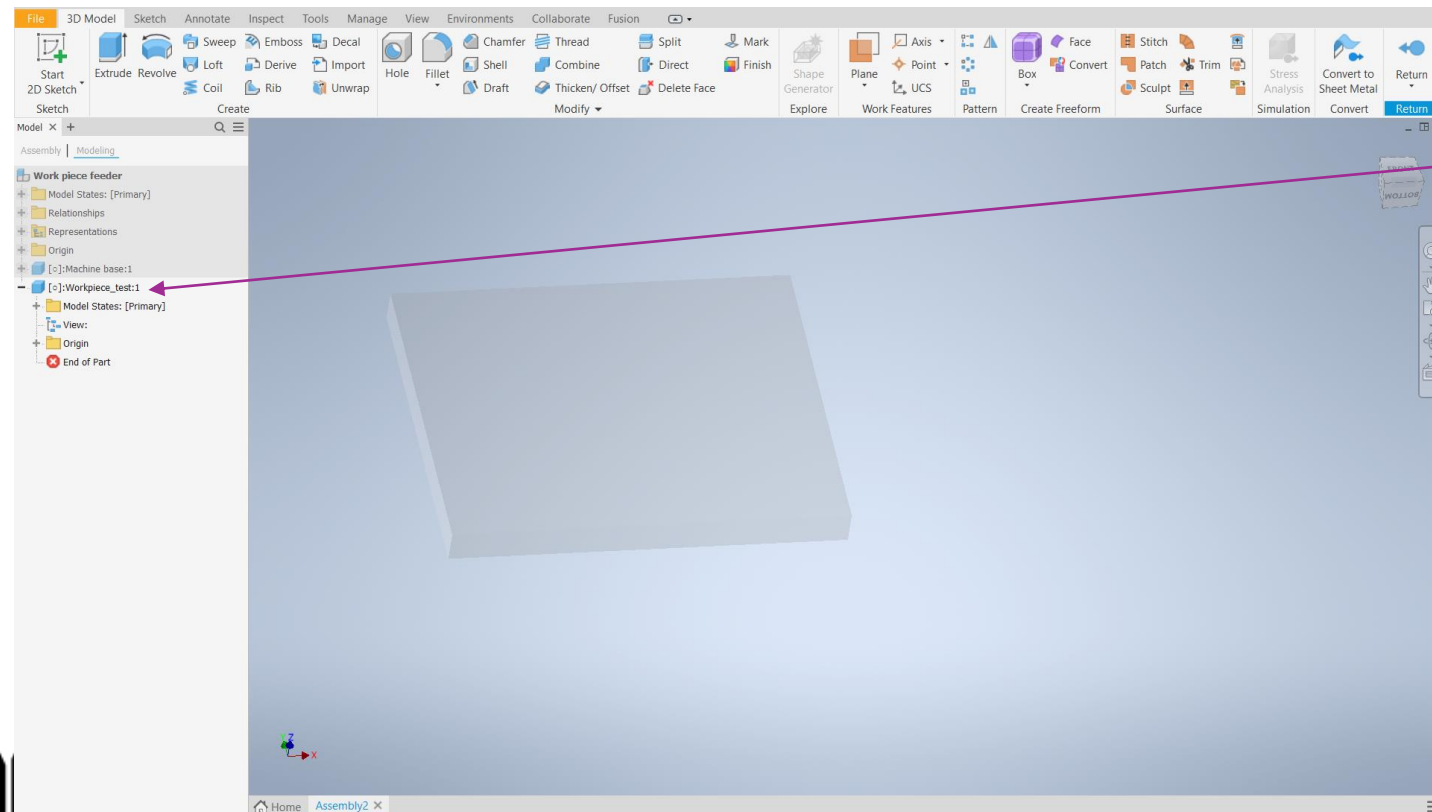 File 3D Model Sketch Annotate Inspect Tools Manage View Environments Collaborate Fusion
Sweep Emboss Decal Chamfer Thread Split Mark Axis Face Stitch
Start Extrude Revolve Loft Derive Import Hole Fillet Shell Combine Direct Finish Shape Plane Point Box Convert Patch Trim Stress Convert to Return
2D Sketch Coil Rib Unwrap Draft Thicken/ Offset Delete Face Generator UCS Sculpt Analysis Sheet Metal
Sketch Create Modify Explore Work Features Pattern Create Freeform Surface Simulation Convert Return
Model
Assembly Modeling
Work piece feeder
Model States: [Primary]
Relationships
Representations
Origin
[○]:Machine base:1
[○]:Workpiece_test:1
Model States: [Primary]
View:
Origin
End of Part
FRONT
BOTTOM
Y Z
X
Home Assembly2